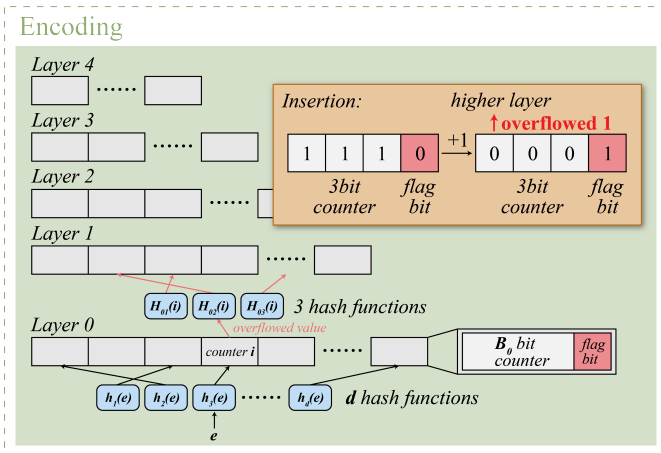 Encoding
Layer 4
......
Insertion:
higher layer
overflowed 1
1 1 1 0
+1
0 0 0 1
3bit counter
flag bit
3bit counter
flag bit
Layer 3
......
Layer 2
......
Layer 1
......
H01(i) H02(i) H03(i) 3 hash functions
overflowed value
Layer 0
counter i
......
B0 bit counter
flag bit
h1(e) h2(e) h3(e) ...... hd(e) d hash functions
e